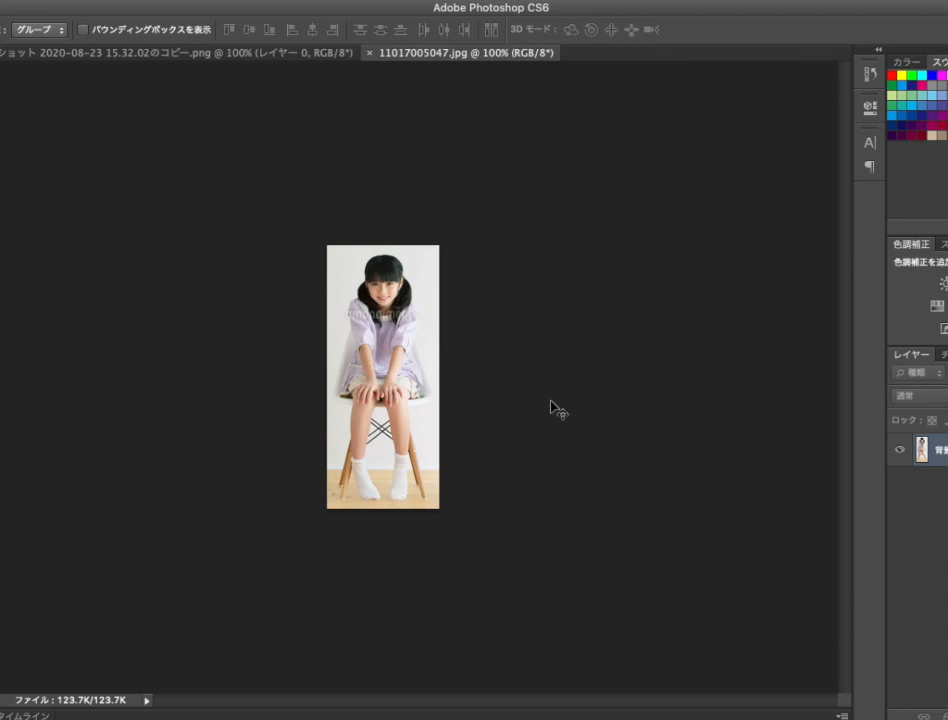 Adobe Photoshop CS6
グループ
バウンディングボックスを表示
3D モード：
ショット 2020-08-23 15.32.02のコピー.png @ 100% (レイヤー 0, RGB/8*)
× 11017005047.jpg @ 100% (RGB/8*)
カラー
スウ
A|
色調補正
色調補正を追加
レイヤー
種類
通常
ロック：
背景
ファイル：123.7K/123.7K
タイムライン